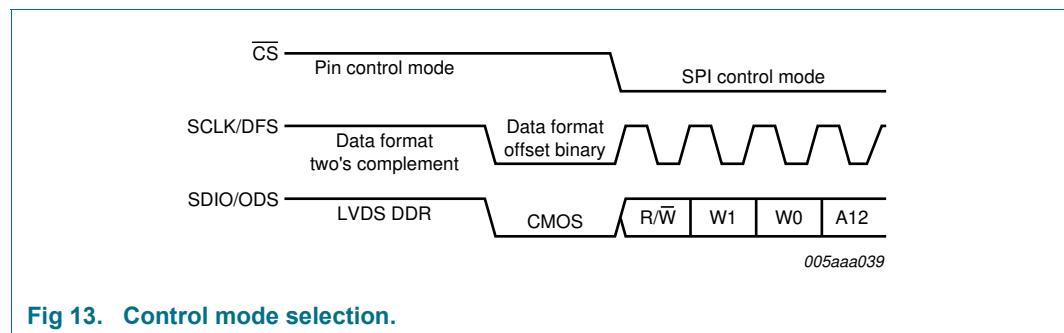 C̅S̅
Pin control mode
SPI control mode
SCLK/DFS
Data format
two's complement
Data format
offset binary
SDIO/ODS
LVDS DDR
CMOS
R/W̅
W1
W0
A12
005aaa039
Fig 13. Control mode selection.